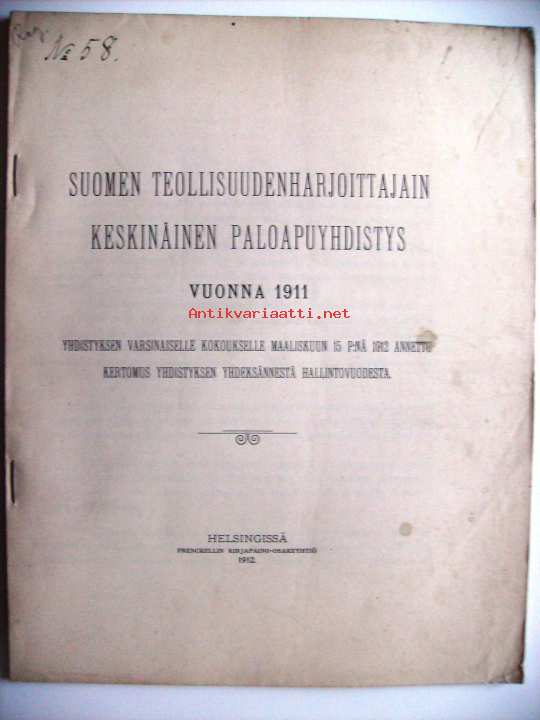 № 58.
SUOMEN TEOLLISUUDENHARJOITTAJAIN
KESKINÄINEN PALOAPUYHDISTYS
VUONNA 1911
Antikvariaatti.net
YHDISTYKSEN VARSINAISELLE KOKOUKSELLE MAALISKUUN 15 P:NÄ 1912 ANNETTU
KERTOMUS YHDISTYKSEN YHDEKSÄNNESTÄ HALLINTOVUODESTA.
HELSINGISSÄ
FRENCKELLIN KIRJAPAINO-OSAKEYHTIÖ
1912.